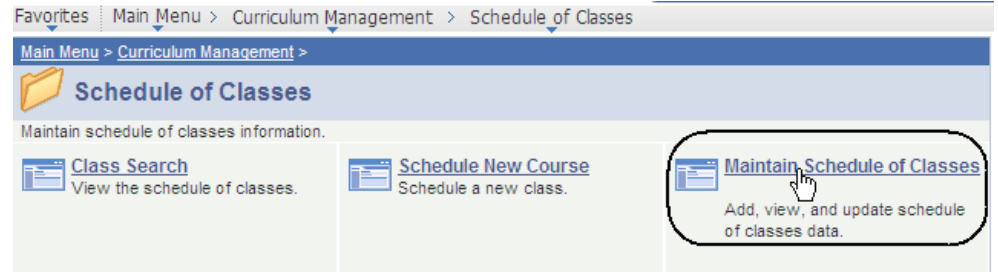 Favorites Main Menu > Curriculum Management > Schedule of Classes
Main Menu > Curriculum Management >
Schedule of Classes
Maintain schedule of classes information.
Class Search
View the schedule of classes.
Schedule New Course
Schedule a new class.
Maintain Schedule of Classes
Add, view, and update schedule
of classes data.